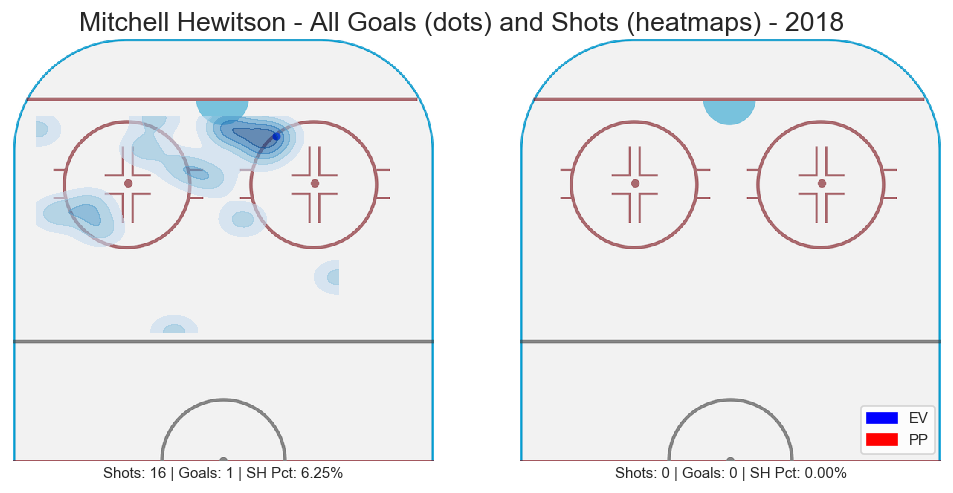 Mitchell Hewitson - All Goals (dots) and Shots (heatmaps) - 2018
EV
PP
Shots: 16 | Goals: 1 | SH Pct: 6.25%
Shots: 0 | Goals: 0 | SH Pct: 0.00%